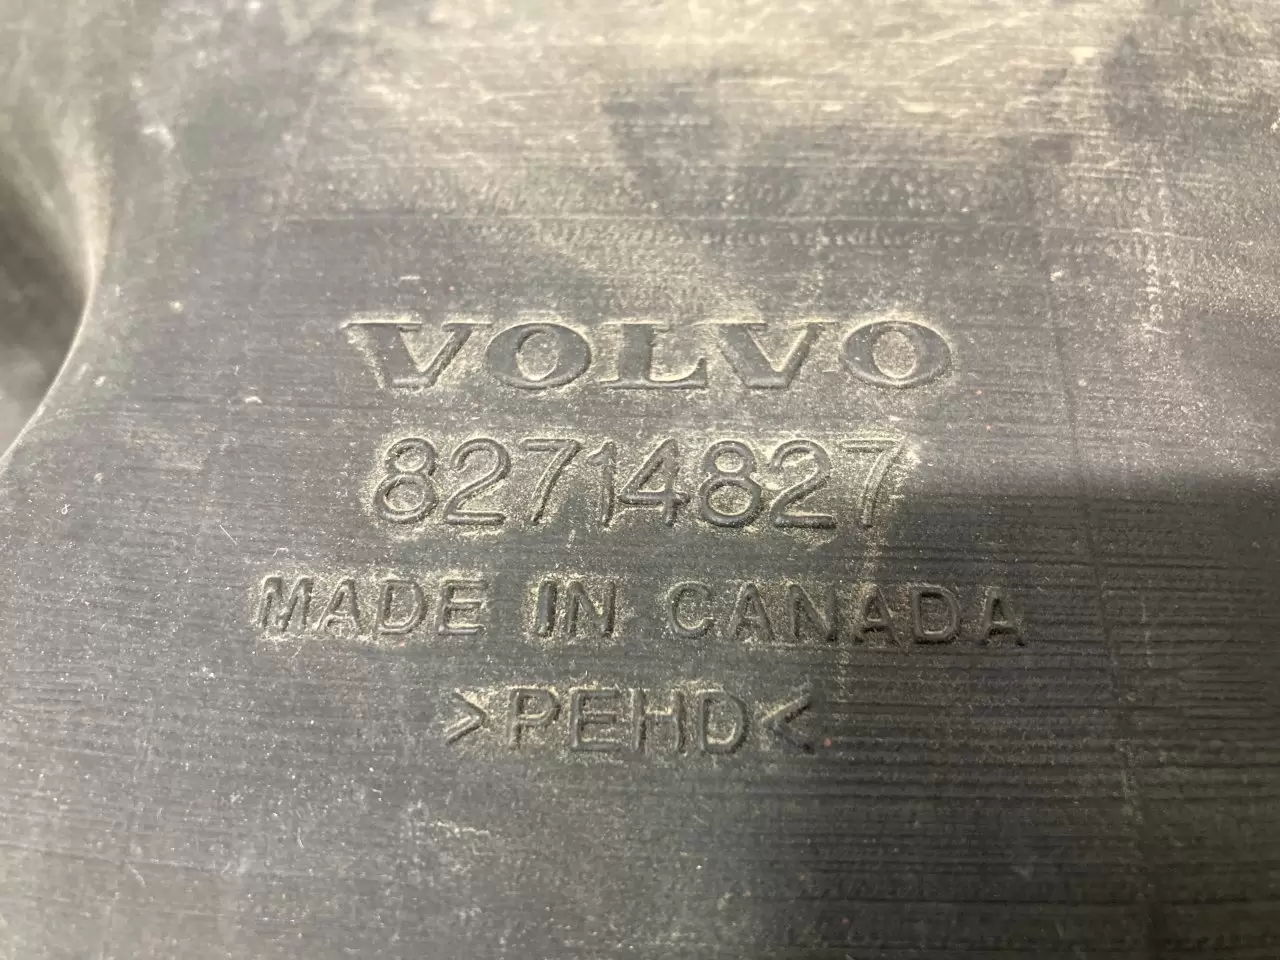 VOLVO
82714827
MADE IN CANADA
>PEHD<